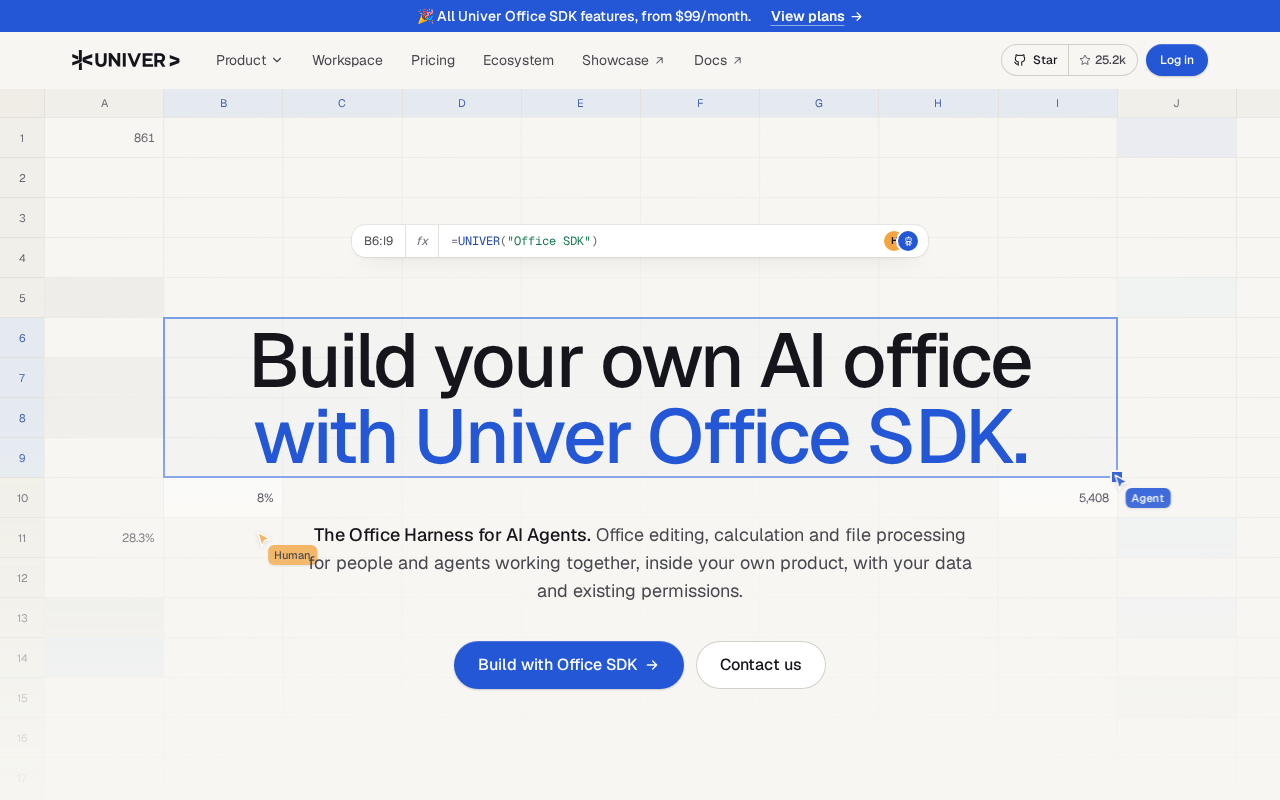 🎉 All Univer Office SDK features, from $99/month. View plans →
UNIVER
Product Workspace Pricing Ecosystem Showcase ↗ Docs ↗
Star 25.2k Log in
A B C D E F G H I J
1 861
2
3
B6:I9 fx =UNIVER("Office SDK") H
4
5
6
Build your own AI office
7
8
with Univer Office SDK.
9
10 8% 5,408
Agent
11 28.3%
The Office Harness for AI Agents. Office editing, calculation and file processing
Human
for people and agents working together, inside your own product, with your data
12
and existing permissions.
13
14
Build with Office SDK → Contact us
15
16
17